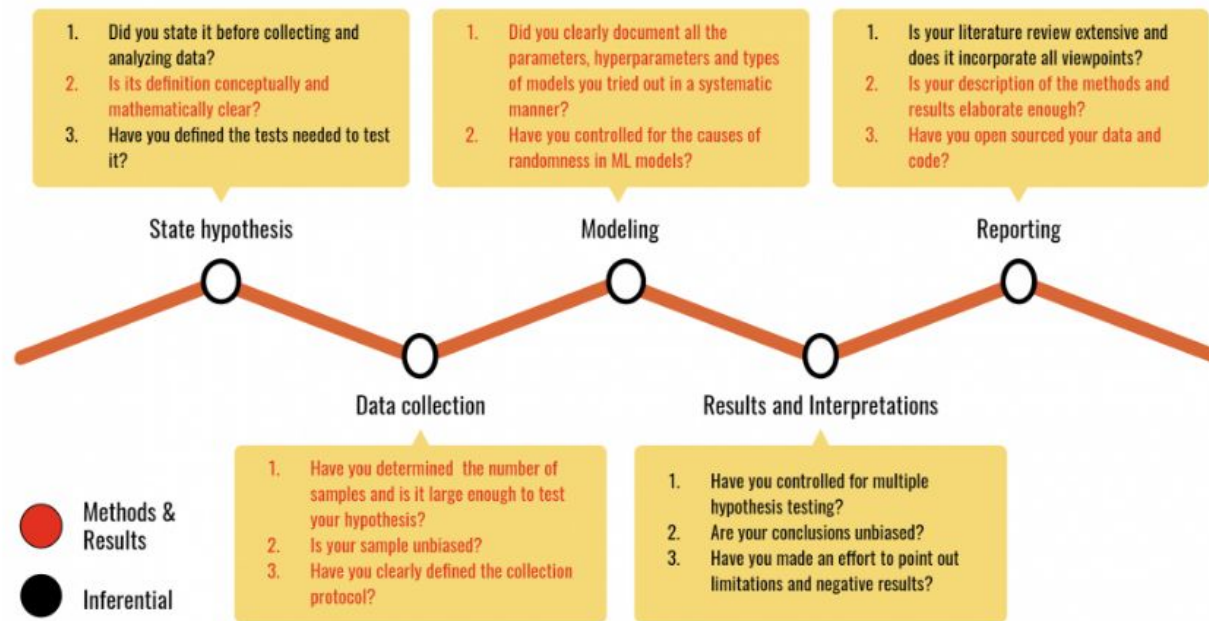 1. Did you state it before collecting and
analyzing data?
2. Is its definition conceptually and
mathematically clear?
3. Have you defined the tests needed to test
it?
1. Did you clearly document all the
parameters, hyperparameters and types
of models you tried out in a systematic
manner?
2. Have you controlled for the causes of
randomness in ML models?
1. Is your literature review extensive and
does it incorporate all viewpoints?
2. Is your description of the methods and
results elaborate enough?
3. Have you open sourced your data and
code?
State hypothesis
Modeling
Reporting
Data collection
Results and Interpretations
1. Have you determined the number of
samples and is it large enough to test
your hypothesis?
2. Is your sample unbiased?
3. Have you clearly defined the collection
protocol?
1. Have you controlled for multiple
hypothesis testing?
2. Are your conclusions unbiased?
3. Have you made an effort to point out
limitations and negative results?
Methods &
Results
Inferential